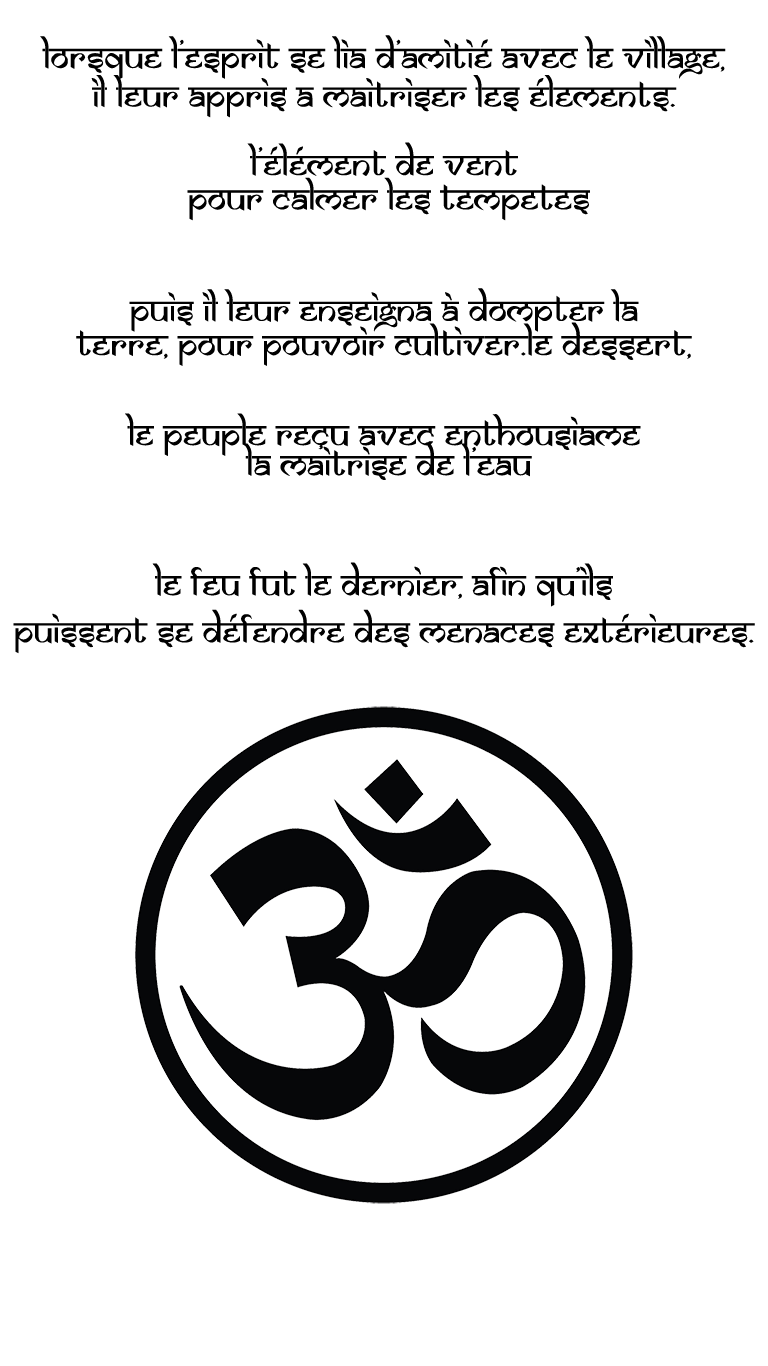 lorsque l'esprit se lia d'amitié avec le village,
il leur appris a maitriser les élements.
l'élément de vent
pour calmer les tempetes
puis il leur enseigna à dompter la
terre, pour pouvoir cultiver.le dessert,
le peuple reçu avec enthousiame
la maitrise de l'eau
le feu fut le dernier, afin qu'ils
puissent se défendre des menaces extérieures.
ॐ